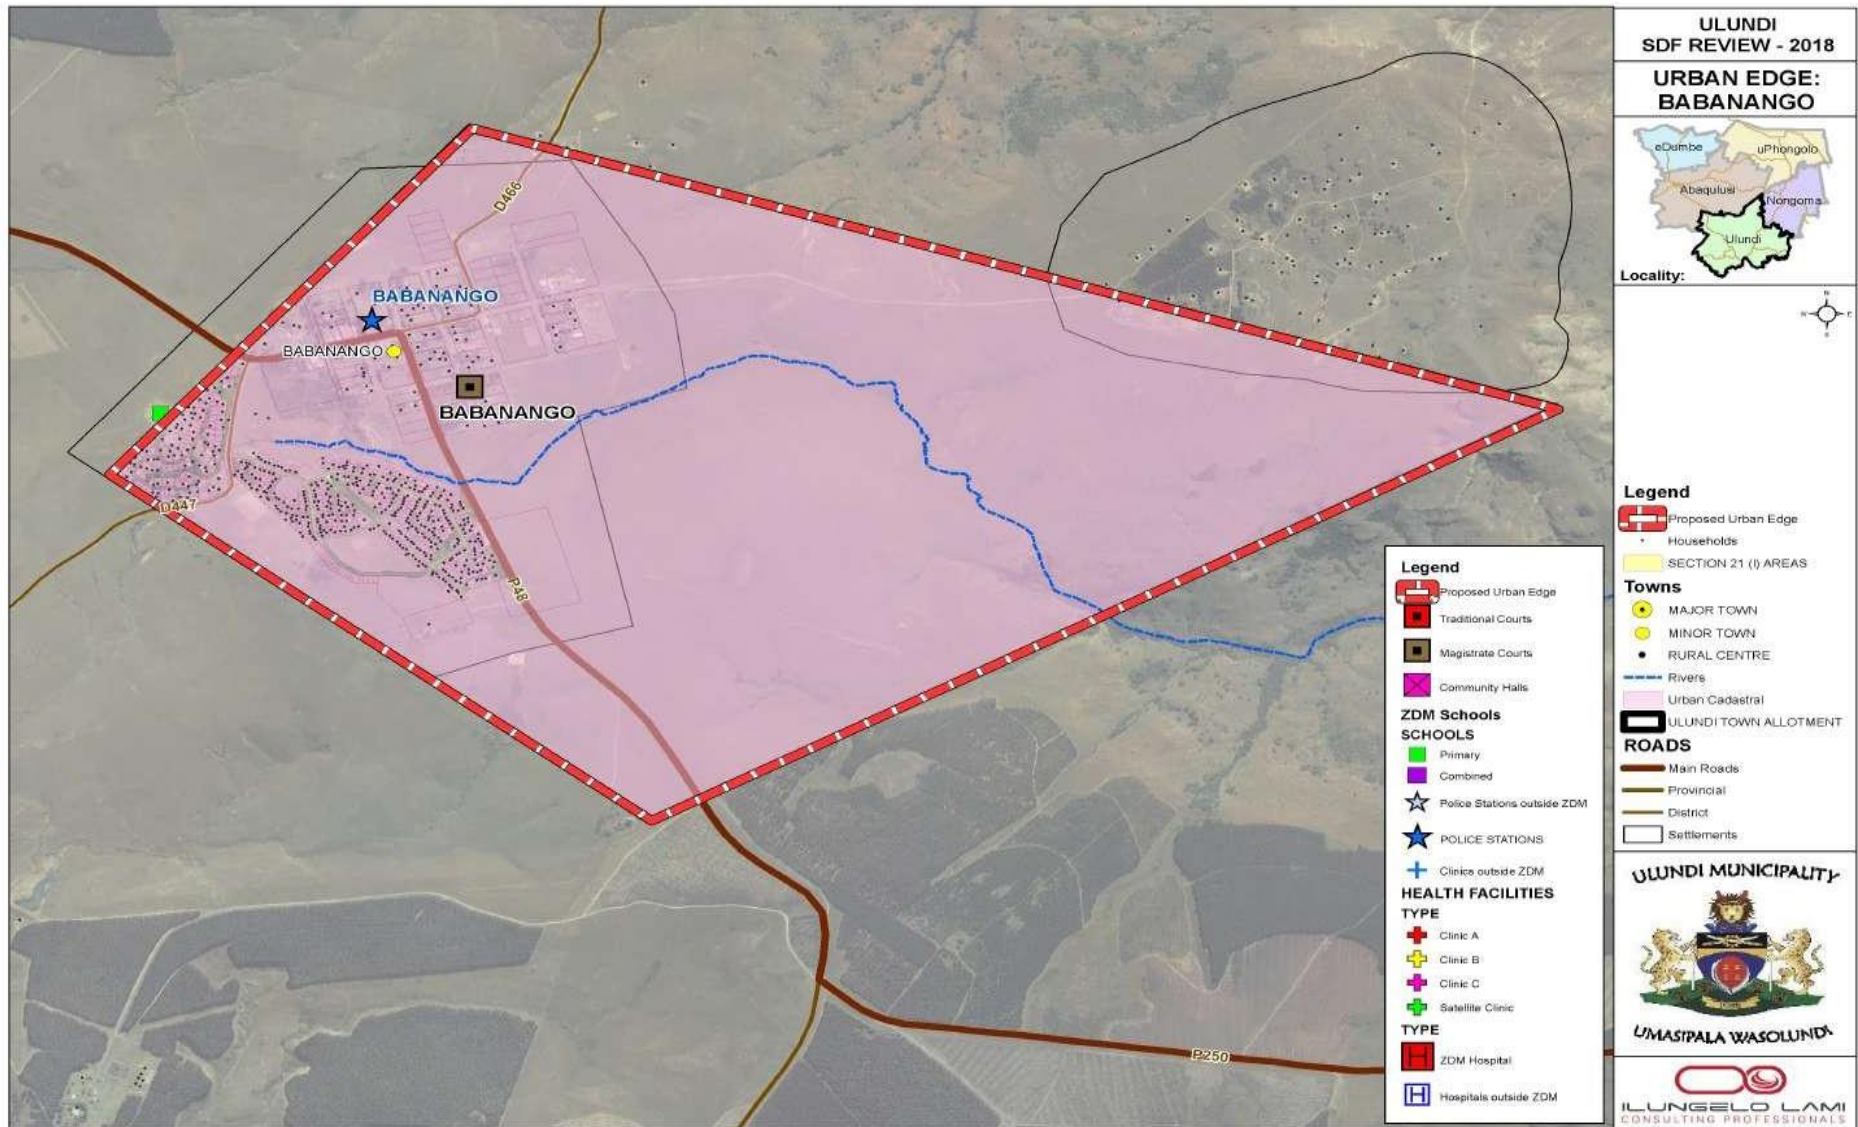 ULUNDI
SDF REVIEW - 2018
URBAN EDGE:
BABANANGO
eDumbe
uPhongolo
Abaqulusi
Nongoma
Ulundi
Locality:
N
E
D466
BABANANGO
BABANANGO
BABANANGO
D447
P48
P250
Legend
Proposed Urban Edge
Traditional Courts
Magistrate Courts
Community Halls
ZDM Schools
SCHOOLS
Primary
Combined
Police Stations outside ZDM
POLICE STATIONS
Clinics outside ZDM
HEALTH FACILITIES
TYPE
Clinic A
Clinic B
Clinic C
Satellite Clinic
TYPE
H ZDM Hospital
H Hospitals outside ZDM
Legend
Proposed Urban Edge
Households
SECTION 21 (I) AREAS
Towns
MAJOR TOWN
MINOR TOWN
RURAL CENTRE
Rivers
Urban Cadastral
ULUNDI TOWN ALLOTMENT
ROADS
Main Roads
Provincial
District
Settlements
ULUNDI MUNICIPALITY
UMASIPALA WASOLUNDI
ILUNGELO LAMI
CONSULTING PROFESSIONALS